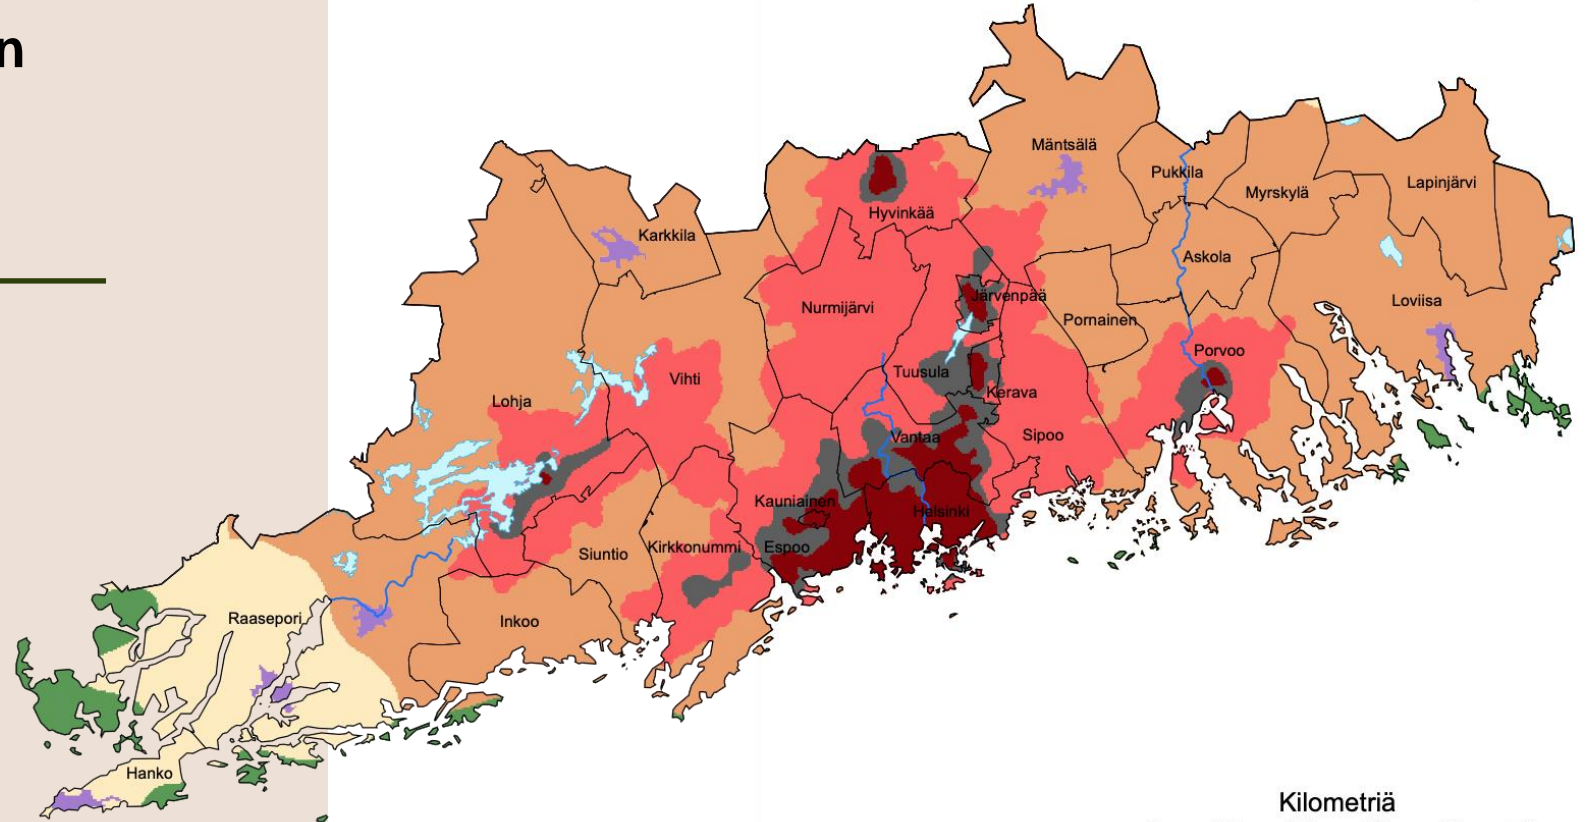 n
Mäntsälä
Pukkila
Lapinjärvi
Myrskylä
Hyvinkää
Karkkila
Askola
Järvenpää
Loviisa
Nurmijärvi
Pornainen
Porvoo
Tuusula
Vihti
Kerava
Lohja
Vantaa
Sipoo
Kauniainen
Helsinki
Siuntio
Kirkkonummi
Espoo
Raasepori
Inkoo
Hanko
Kilometriä